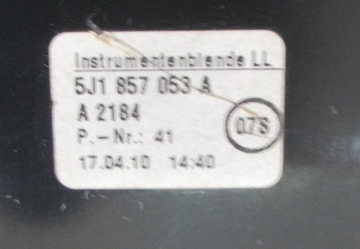 Instrumentenblende LL
5J1 857 053 A
A 2184
07S
P.-Nr.: 41
17.04.10 14:40